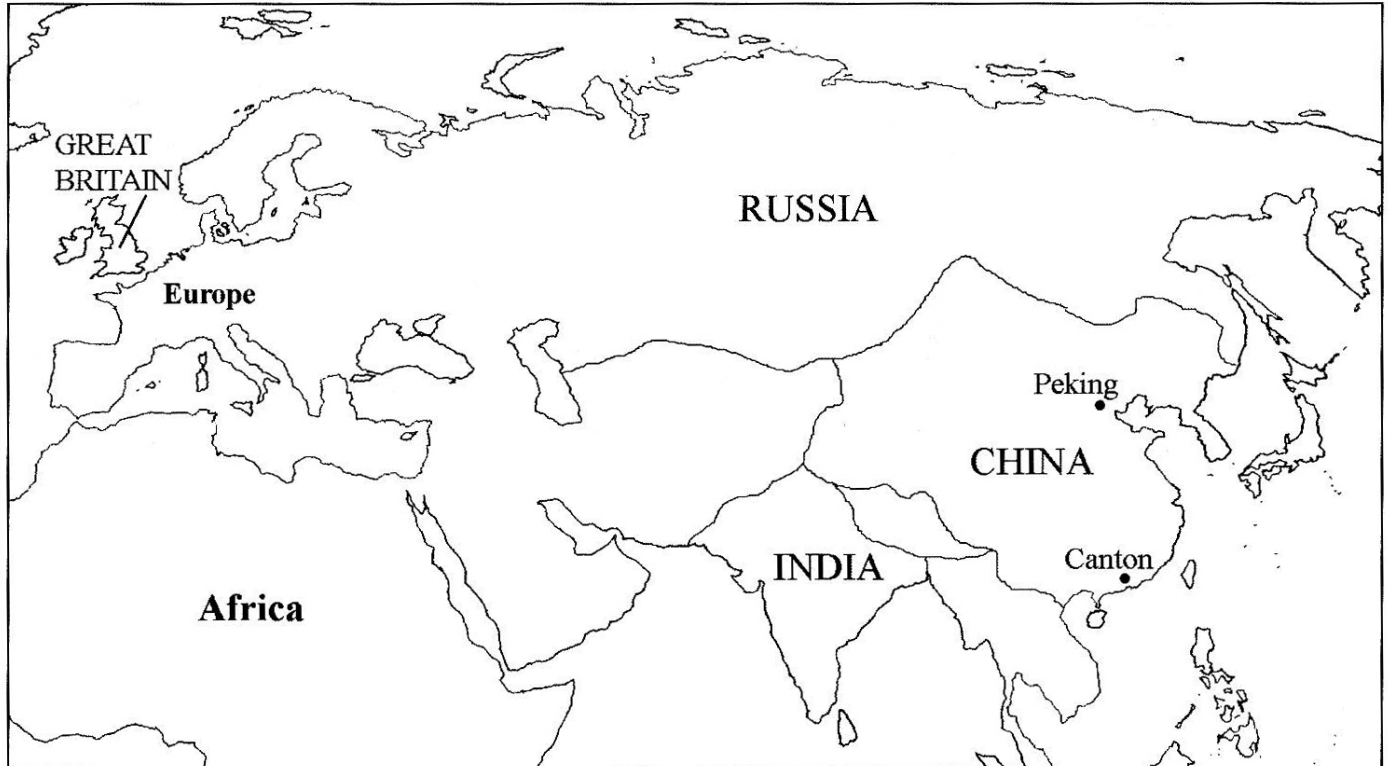 GREAT
BRITAIN
RUSSIA
Europe
Peking
CHINA
Canton
INDIA
Africa